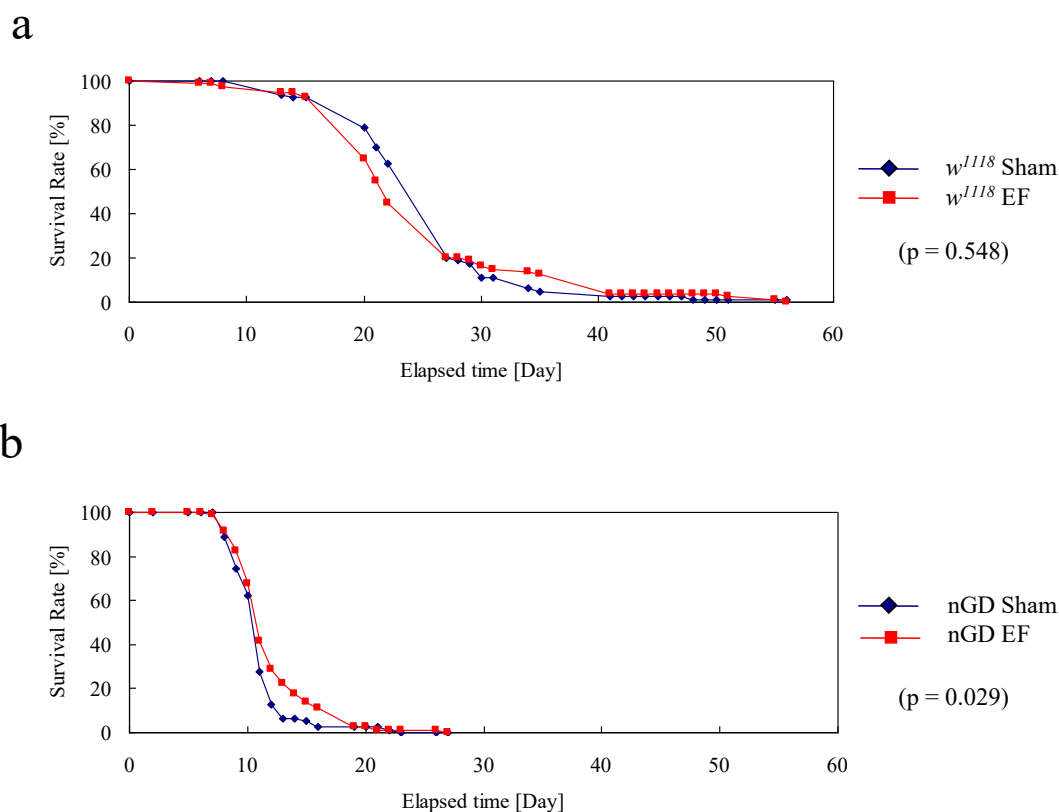 a
100
80
60
40
20
0
Survival Rate [%]
0 10 20 30 40 50 60
Elapsed time [Day]
w1118 Sham
w1118 EF
(p = 0.548)
b
100
80
60
40
20
0
Survival Rate [%]
0 10 20 30 40 50 60
Elapsed time [Day]
nGD Sham
nGD EF
(p = 0.029)